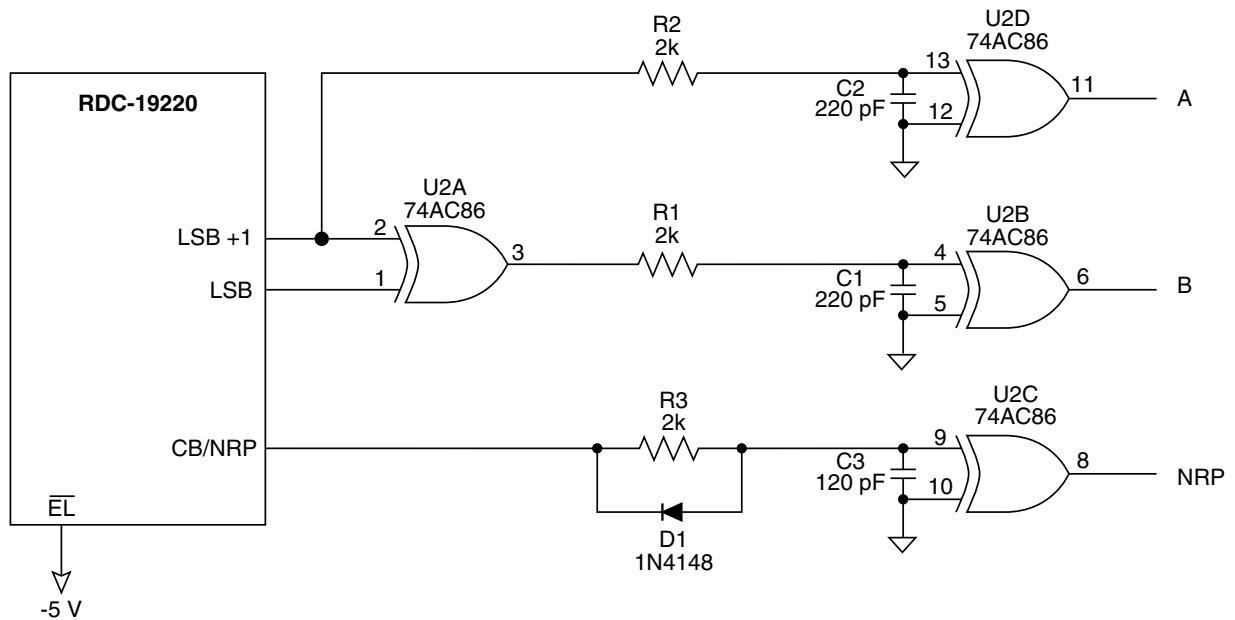 RDC-19220
R2
2k
C2
220 pF
U2D
74AC86
13
12
11
A
U2A
74AC86
LSB +1
2
LSB
1
3
R1
2k
C1
220 pF
U2B
74AC86
4
5
6
B
CB/NRP
R3
2k
D1
1N4148
C3
120 pF
U2C
74AC86
9
10
8
NRP
EL
-5 V